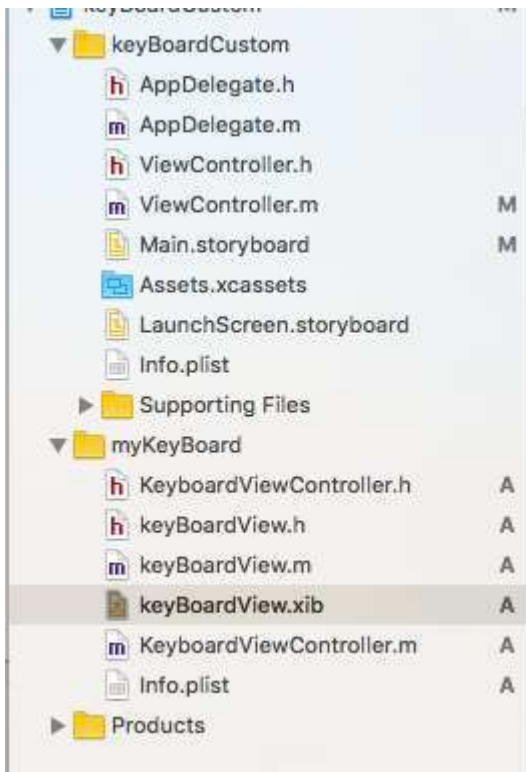 keyBoardCustom M
keyBoardCustom
h AppDelegate.h
m AppDelegate.m
h ViewController.h
m ViewController.m M
Main.storyboard M
Assets.xcassets
LaunchScreen.storyboard
Info.plist
Supporting Files
myKeyBoard
h KeyboardViewController.h A
h keyBoardView.h A
m keyBoardView.m A
keyBoardView.xib A
m KeyboardViewController.m A
Info.plist A
Products